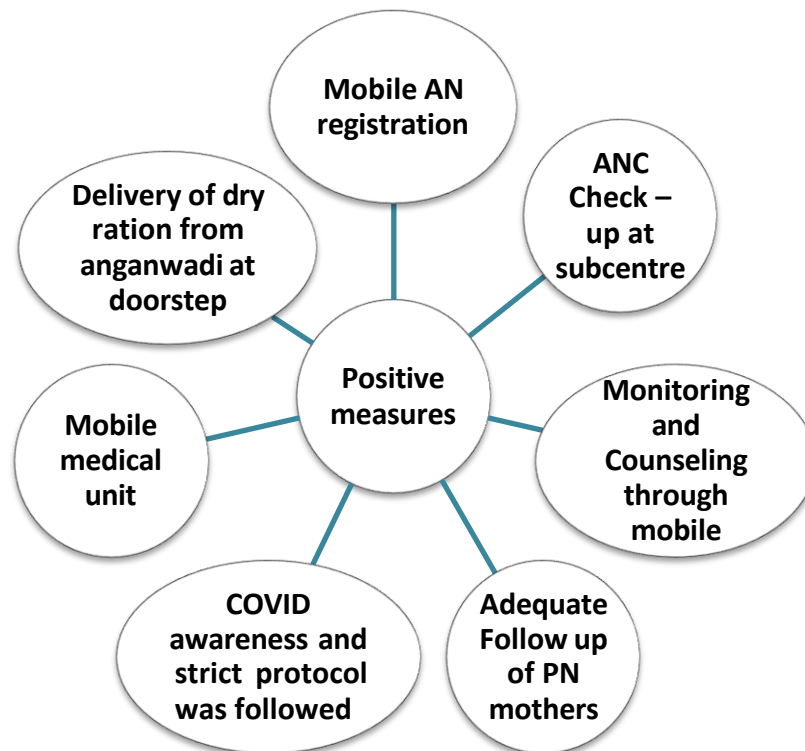 Mobile AN
registration
ANC
Check –
up at
subcentre
Monitoring
and
Counseling
through
mobile
Adequate
Follow up
of PN
mothers
COVID
awareness and
strict protocol
was followed
Mobile
medical
unit
Delivery of dry
ration from
anganwadi at
doorstep
Positive
measures